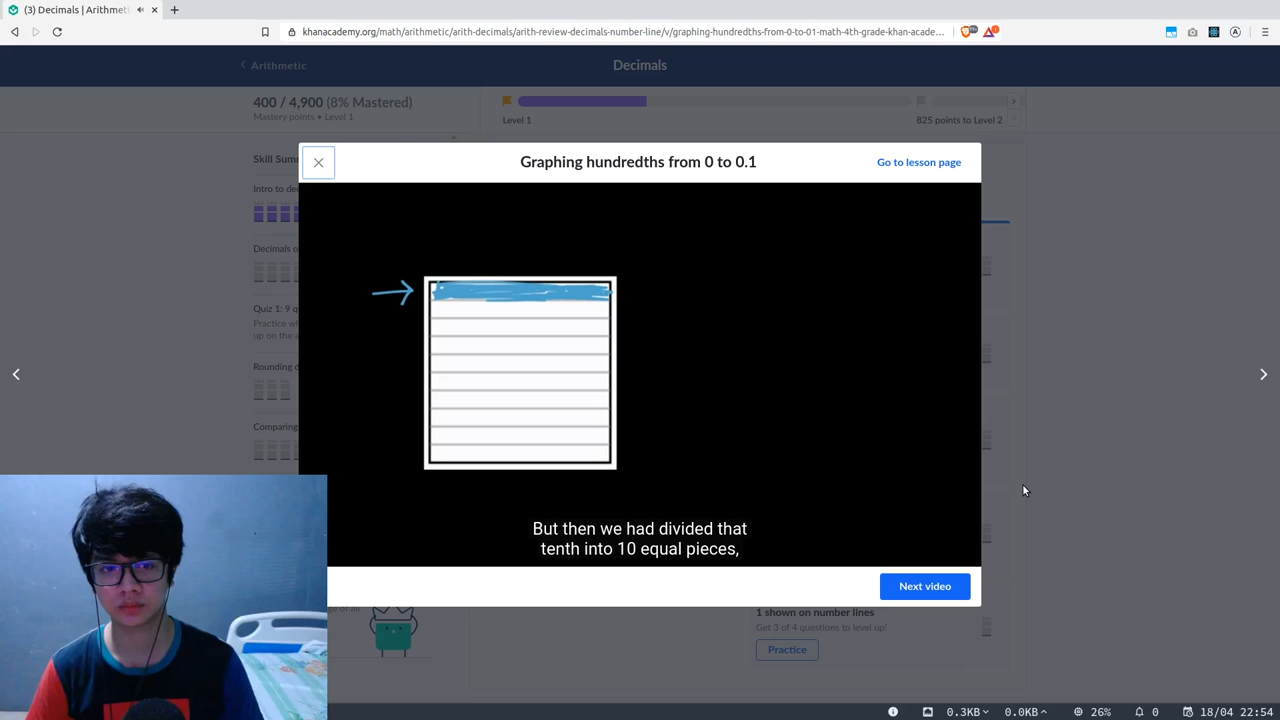 (3) Decimals | Arithmeti
khanacademy.org/math/arithmetic/arith-decimals/arith-review-decimals-number-line/v/graphing-hundredths-from-0-to-01-math-4th-grade-khan-acade…
Arithmetic
Decimals
400 / 4,900 (8% Mastered)
Mastery points • Level 1
Level 1
825 points to Level 2
Skill Sum
Graphing hundredths from 0 to 0.1
Go to lesson page
Intro to de
Decimals o
Quiz 1: 9 q
Practice w
up on the a
Rounding d
Comparing
But then we had divided that
tenth into 10 equal pieces,
Next video
1 shown on number lines
Get 3 of 4 questions to level up!
Practice
0.3KB
0.0KB
26%
0
18/04 22:54